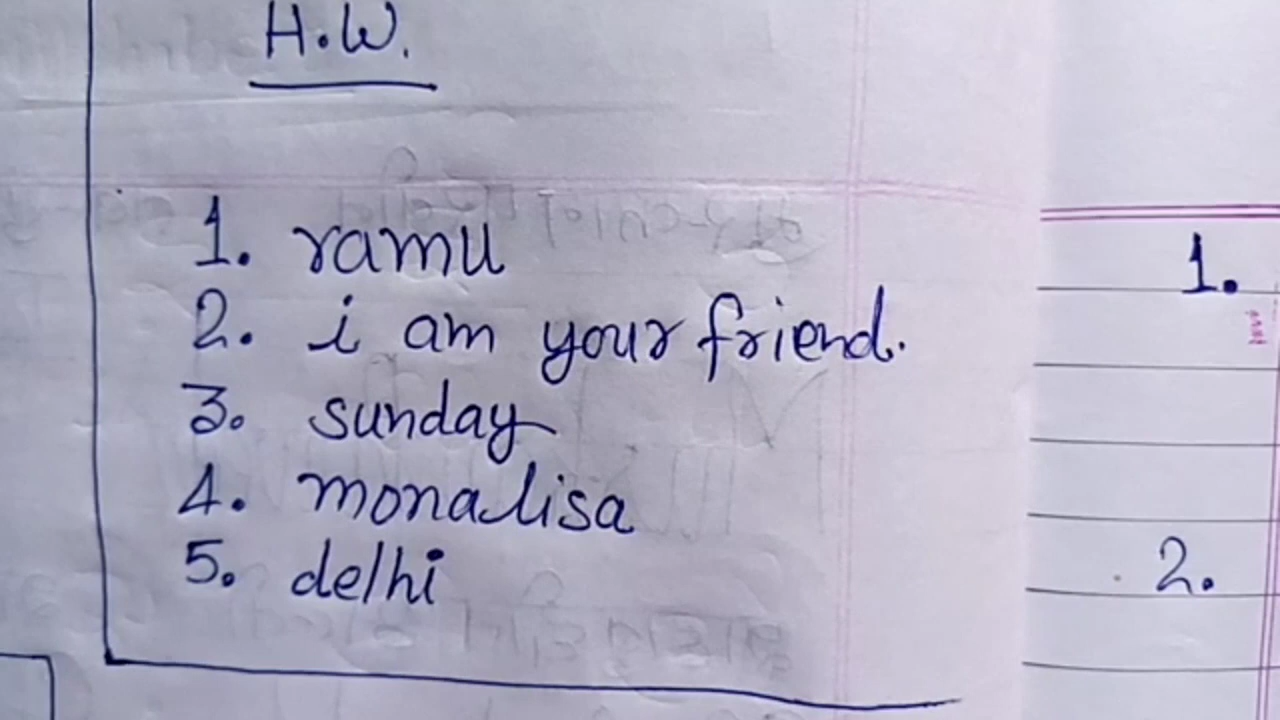 H.W.
1. ramu
2. i am your friend.
3. sunday
4. monalisa
5. delhi
1.
2.